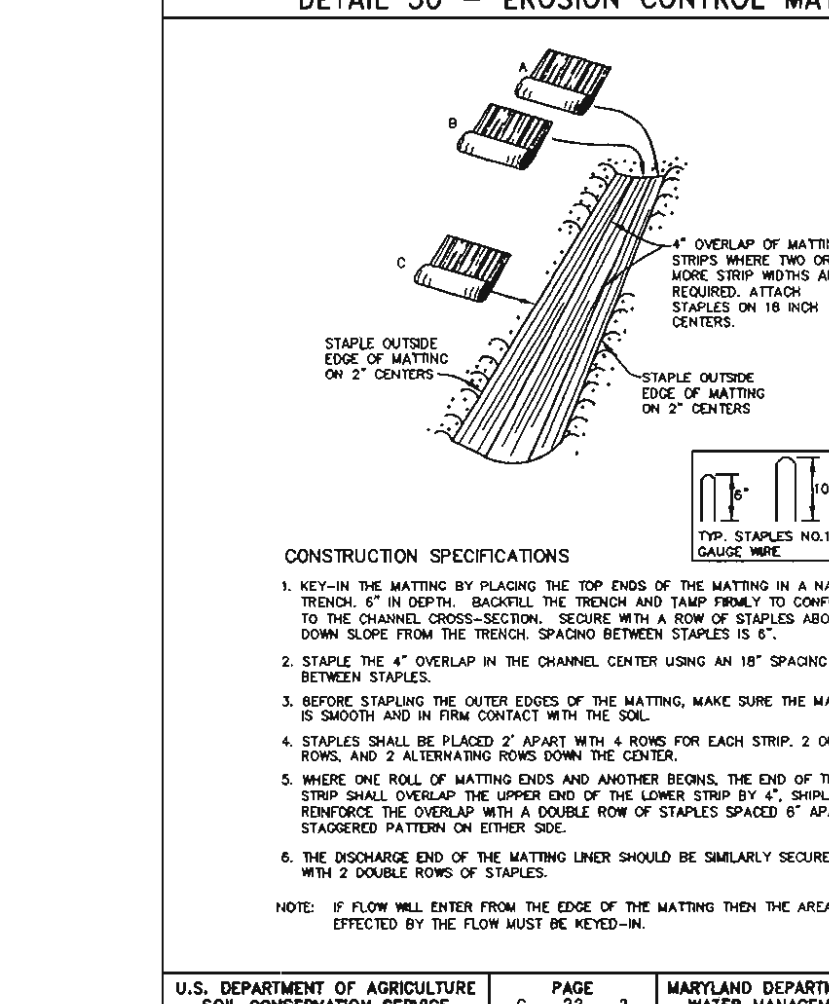 DETAIL 30 - EROSION CONTROL
A
B
C
4" OVERLAP OF
STRIPS WHERE TWO OR
MORE STRIP WIDTHS
REQUIRED. ATTACH
STAPLES ON 18 INCH
CENTERS.
STAPLE OUTSIDE
EDGE OF MATTING
ON 2" CENTERS
STAPLE OUTSIDE
EDGE OF MATTING
ON 2" CENTERS
6"
10
TYP. STAPLES NO.1
GAUGE WIRE
CONSTRUCTION SPECIFICATIONS
1. KEY-IN THE MATTING BY PLACING THE TOP ENDS OF THE MATTING IN A
TRENCH. 6" IN DEPTH. BACKFILL THE TRENCH AND TAMP FIRMLY TO
TO THE CHANNEL CROSS-SECTION. SECURE WITH A ROW OF STAPLES
DOWN SLOPE FROM THE TRENCH. SPACING BETWEEN STAPLES IS 6".
2. STAPLE THE 4" OVERLAP IN THE CHANNEL CENTER USING AN 18" SPACING
BETWEEN STAPLES.
3. BEFORE STAPLING THE OUTER EDGES OF THE MATTING, MAKE SURE THE
IS SMOOTH AND IN FIRM CONTACT WITH THE SOIL.
4. STAPLES SHALL BE PLACED 2' APART WITH 4 ROWS FOR EACH STRIP. 2
ROWS, AND 2 ALTERNATING ROWS DOWN THE CENTER.
5. WHERE ONE ROLL OF MATTING ENDS AND ANOTHER BEGINS, THE END OF
STRIP SHALL OVERLAP THE UPPER END OF THE LOWER STRIP BY 4",
REINFORCE THE OVERLAP WITH A DOUBLE ROW OF STAPLES SPACED 6"
STAGGERED PATTERN ON EITHER SIDE.
6. THE DISCHARGE END OF THE MATTING LINER SHOULD BE SIMILARLY
WITH 2 DOUBLE ROWS OF STAPLES.
NOTE: IF FLOW WILL ENTER FROM THE EDGE OF THE MATTING THEN THE AREA
EFFECTED BY THE FLOW MUST BE KEYED-IN.
U.S. DEPARTMENT OF AGRICULTURE
SOIL CONSERVATION SERVICE
PAGE
MARYLAND
WATER